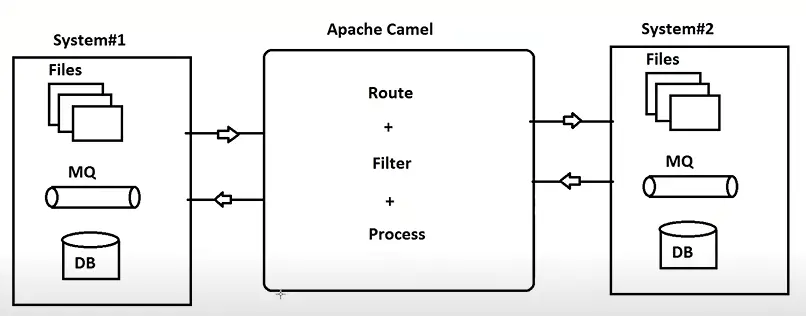 System#1
Files
MQ
DB
Apache Camel
Route
+
Filter
+
Process
System#2
Files
MQ
DB